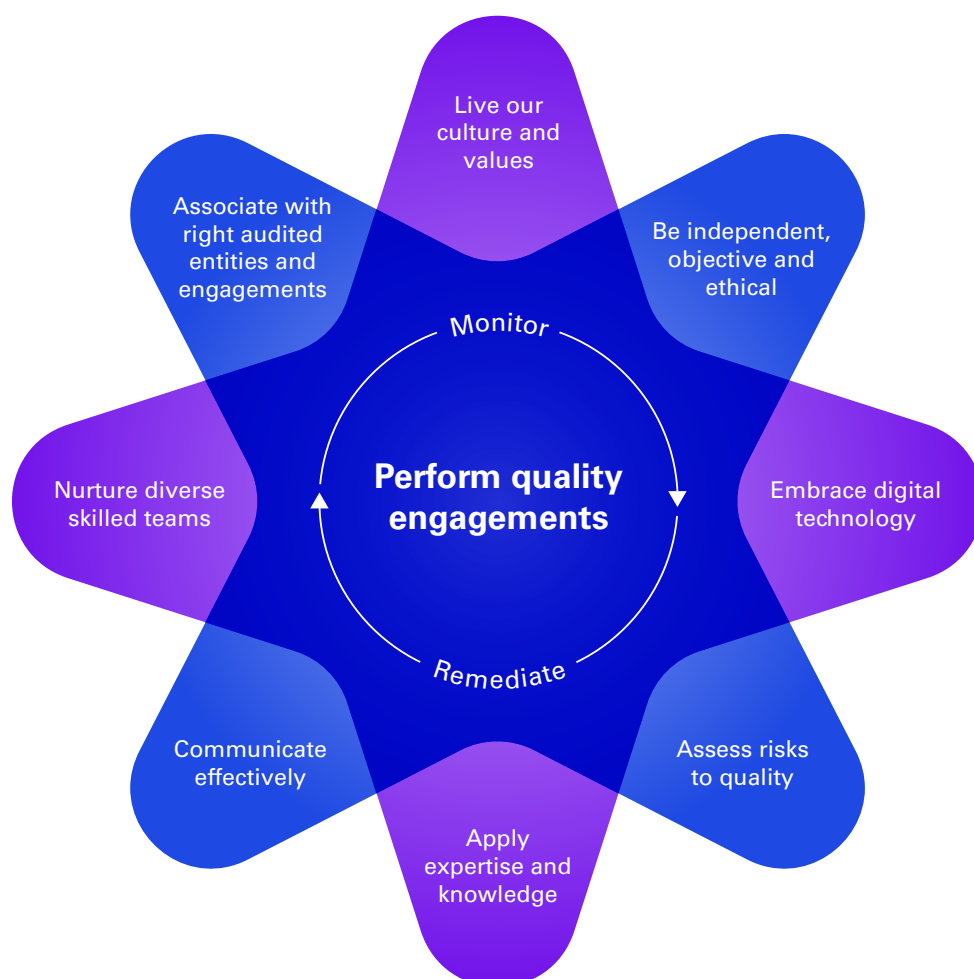 Live our
culture and
values
Be independent,
objective and
ethical
Embrace digital
technology
Assess risks
to quality
Apply
expertise and
knowledge
Communicate
effectively
Nurture diverse
skilled teams
Associate with
right audited
entities and
engagements
Monitor
Perform quality
engagements
Remediate